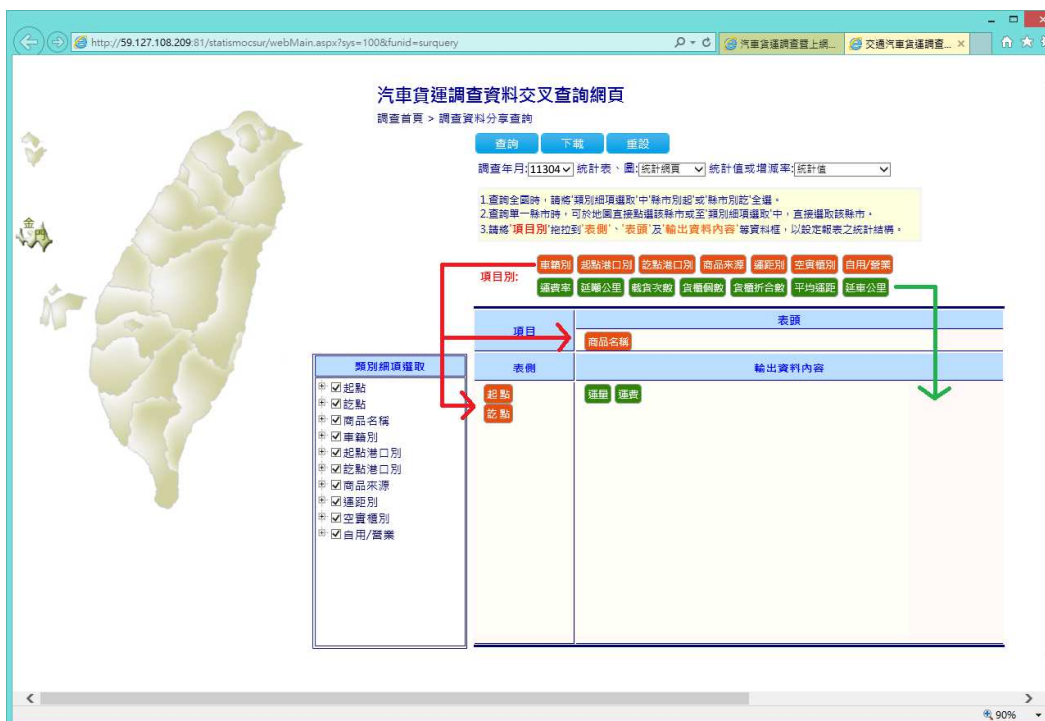 http://59.127.108.209:81/statismocsur/webMain.aspx?sys=100&funid=surquery
汽車貨運調查暨上網...
交通汽車貨運調查...
汽車貨運調查資料交叉查詢網頁
調查首頁 > 調查資料分享查詢
查詢 下載 重設
調查年月:11304 統計表、圖:統計網頁 統計值或增減率:統計值
1.查詢全國時,請將'類別細項選取'中'縣市別起'或'縣市別訖'全選。
2.查詢單一縣市時,可於地圖直接點選該縣市或至'類別細項選取'中,直接選取該縣市。
3.請將'項目別'拖拉到'表側'、'表頭'及'輸出資料內容'等資料框,以設定報表之統計結構。
金門
項目別:
車籍別 起點港口別 訖點港口別 商品來源 運距別 空實櫃別 自用/營業
運費率 延噸公里 載貨次數 貨櫃個數 貨櫃折合數 平均運距 延車公里
項目 表頭
商品名稱
類別細項選取 表側 輸出資料內容
起點
訖點
運量 運費
起點
訖點
商品名稱
車籍別
起點港口別
訖點港口別
商品來源
運距別
空實櫃別
自用/營業
90%